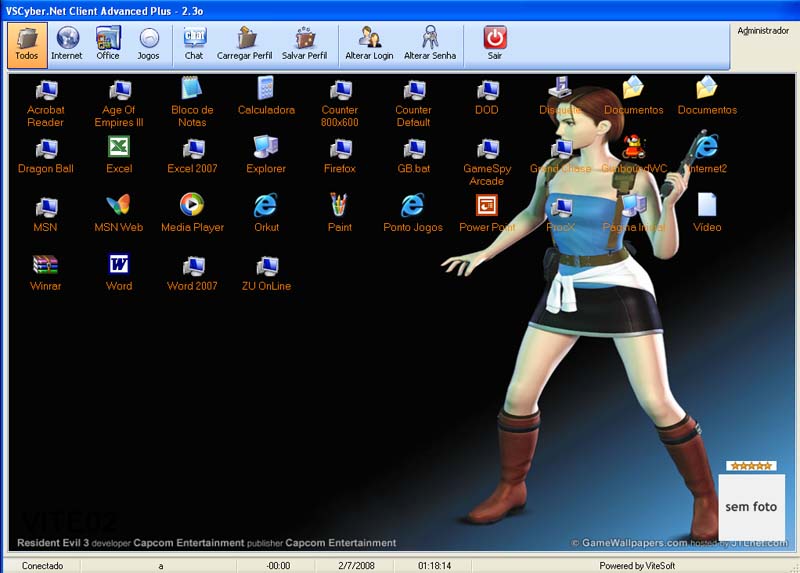 VSCyber.Net Client Advanced Plus - 2.3o
Todos Internet Office Jogos Chat Carregar Perfil Salvar Perfil Alterar Login Alterar Senha Sair
Administrador
Acrobat Reader
Age Of Empires III
Bloco de Notas
Calculadora
Counter 800x600
Counter Default
DOD
Disquete
Documentos
Documentos
Dragon Ball
Excel
Excel 2007
Explorer
Firefox
GB.bat
GameSpy Arcade
Grand Chase
GunboundWC
Internet2
MSN
MSN Web
Media Player
Orkut
Paint
Ponto Jogos
Power Point
ProcX
Página Inicial
Vídeo
Winrar
Word
Word 2007
ZU OnLine
sem foto
VITE02
Resident Evil 3 developer Capcom Entertainment publisher Capcom Entertainment
© GameWallpapers.com hosted by
Conectado a -00:00 2/7/2008 01:18:14 Powered by ViteSoft